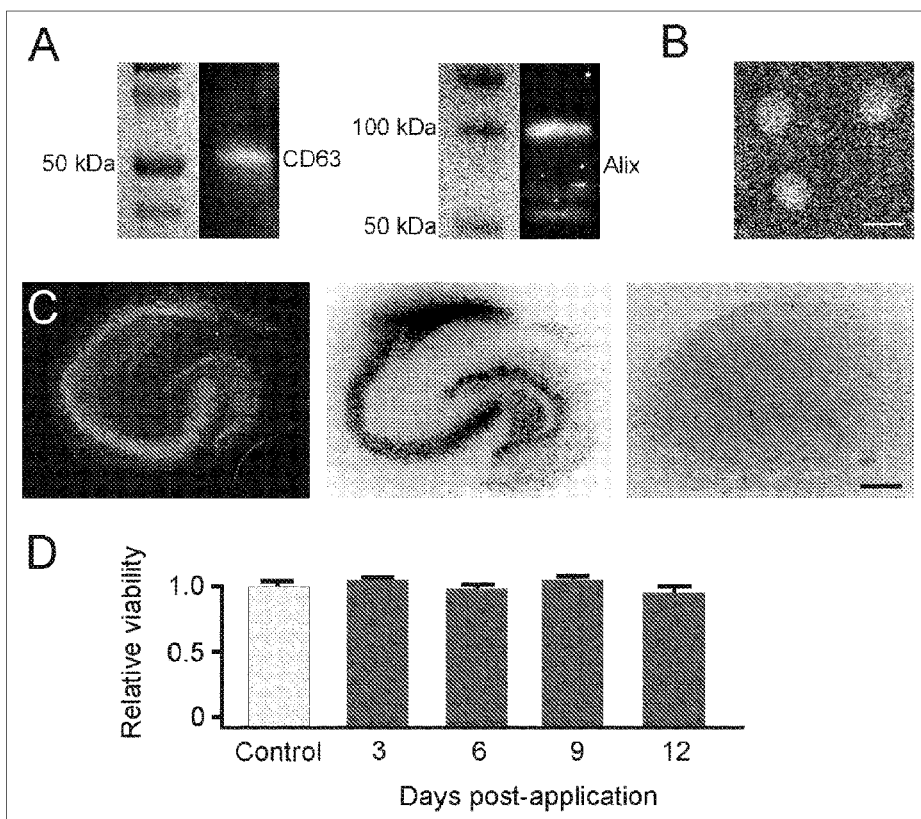 A
B
50 kDa
CD63
100 kDa
50 kDa
Alix
C
D
Relative viability
1.0
0.5
0
Control 3 6 9 12
Days post-application